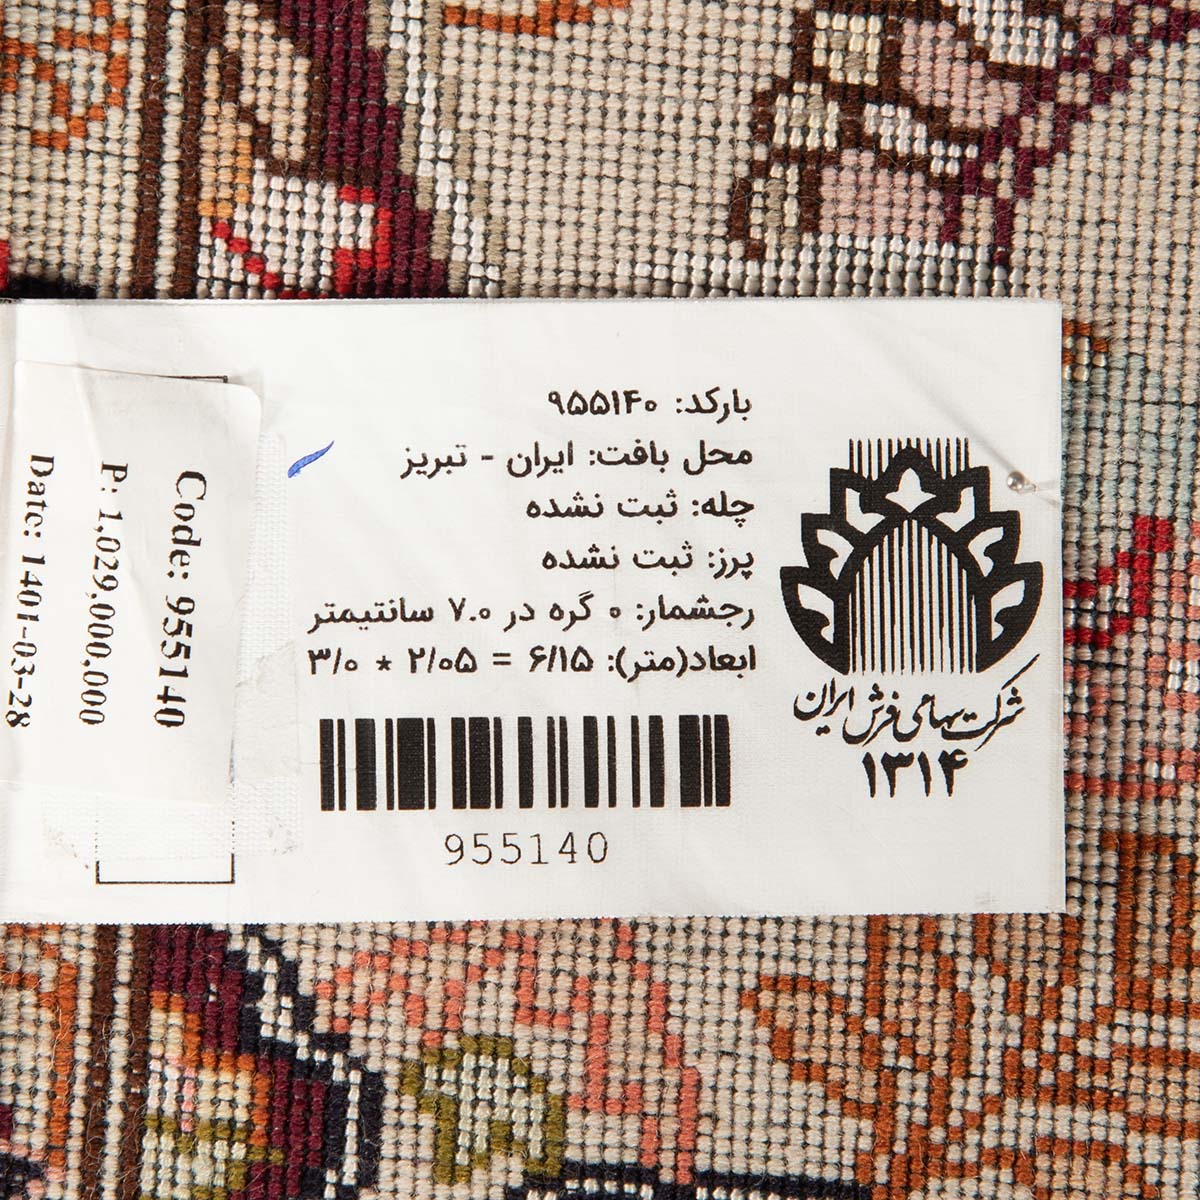 بارکد: ۹۵۵۱۴۰
محل بافت: ایران - تبریز
چله: ثبت نشده
پرز: ثبت نشده
رجشمار: ۰ گره در ۷.۰ سانتیمتر
ابعاد(متر): ۶/۱۵ = ۲/۰۵ * ۳/۰
955140
شرکت سهامی فرش ایران
۱۳۱۴
Code: 955140
P: 1,029,000,000
Date: 1401-03-28